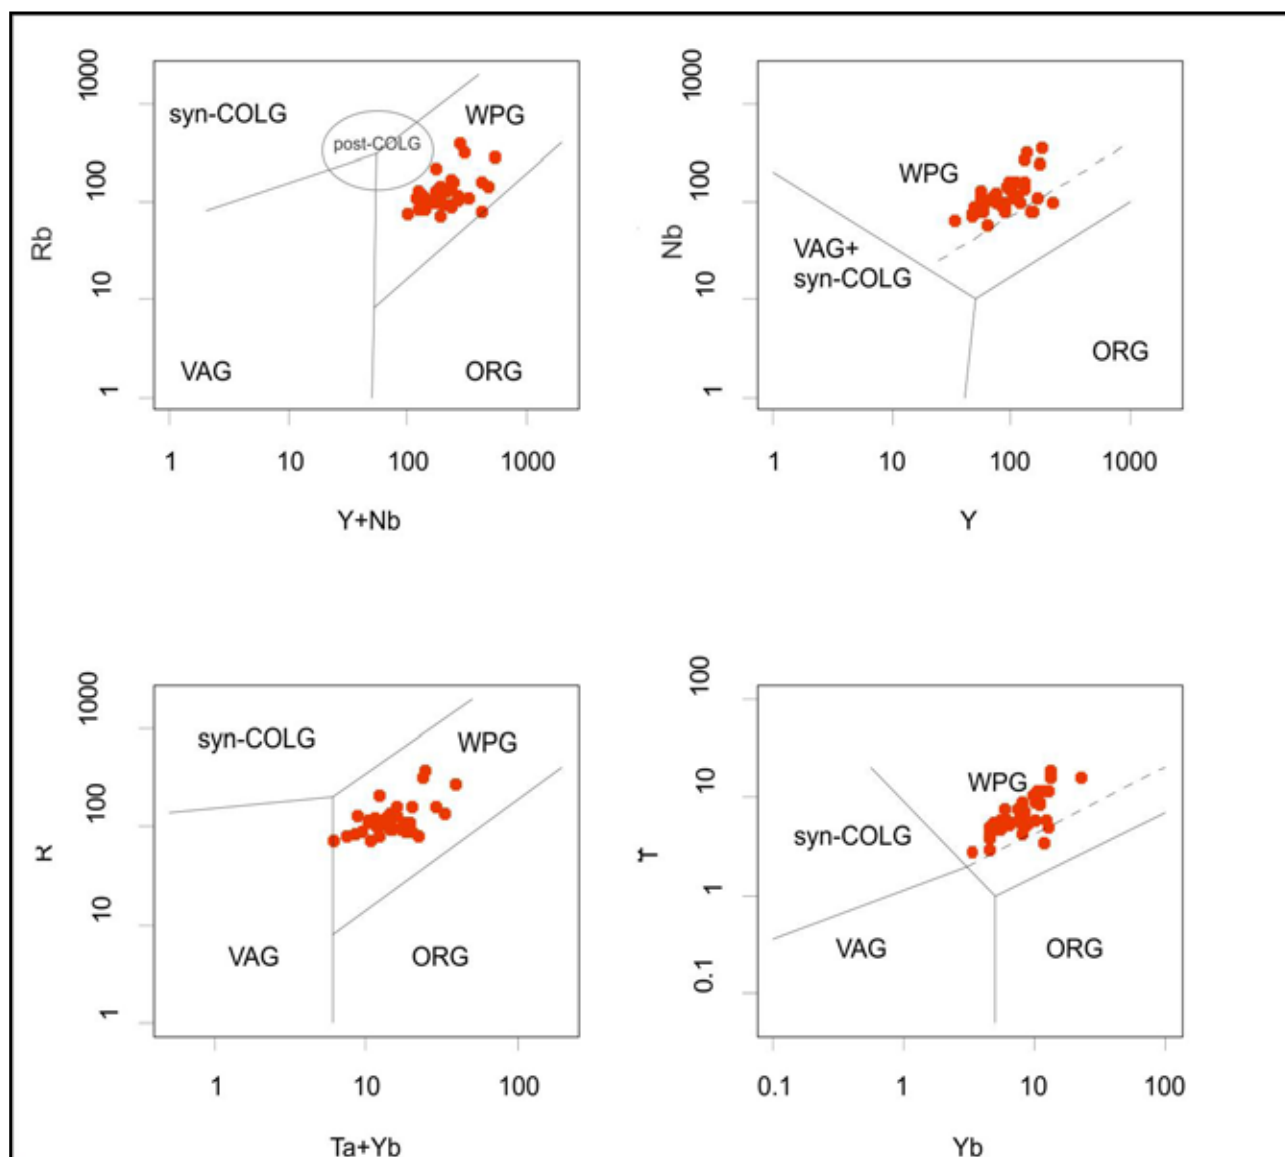 1000
syn-COLG
WPG
post-COLG
100
Rb
10
VAG
ORG
1
1 10 100 1000
Y+Nb
1000
WPG
100
Nb
VAG+
syn-COLG
10
ORG
1
1 10 100 1000
Y
1000
syn-COLG
WPG
100
10
VAG
ORG
1
1 10 100
Ta+Yb
100
WPG
10
syn-COLG
1
VAG
ORG
0.1
0.1 1 10 100
Yb